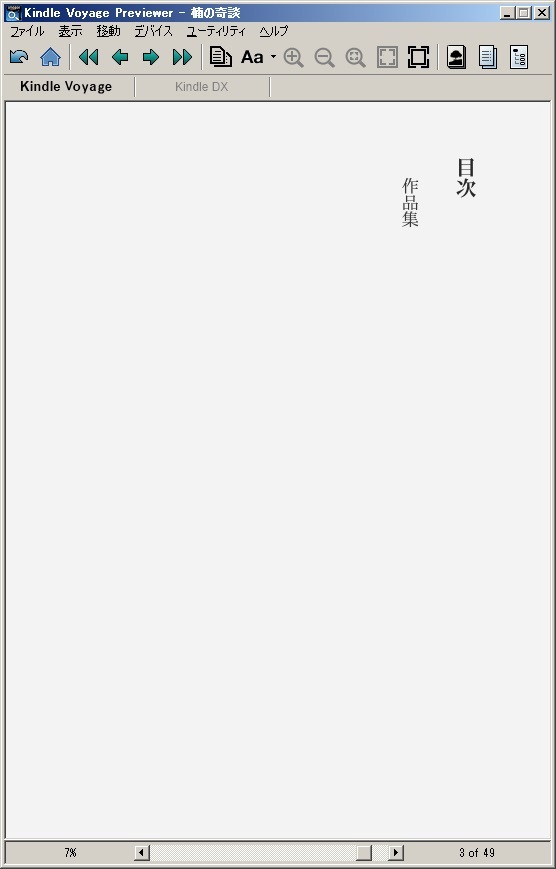 Kindle Voyage Previewer - 楠の奇談
ファイル 表示 移動 デバイス ユーティリティ ヘルプ
Aa
Kindle Voyage Kindle DX
目次
作品集
7% 3 of 49